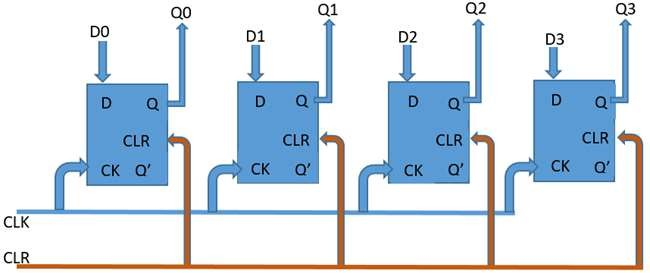 Q0 Q1 Q2 Q3
D0 D1 D2 D3
D Q D Q D Q D Q
CLR CLR CLR CLR
CK Q’ CK Q’ CK Q’ CK Q’
CLK
CLR